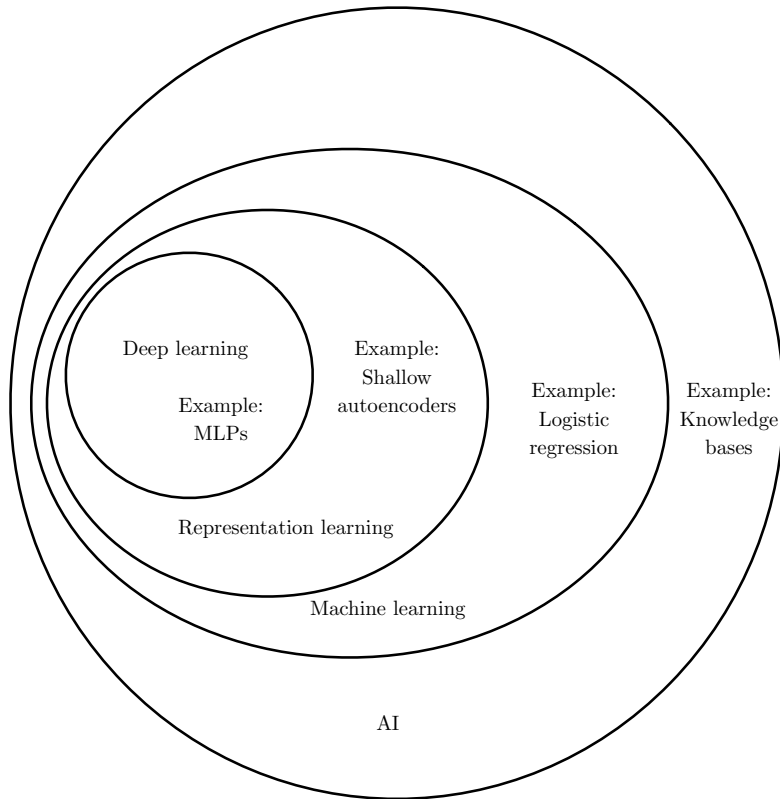 Deep learning
Example:
MLPs
Example:
Shallow
autoencoders
Example:
Logistic
regression
Example:
Knowledge
bases
Representation learning
Machine learning
AI